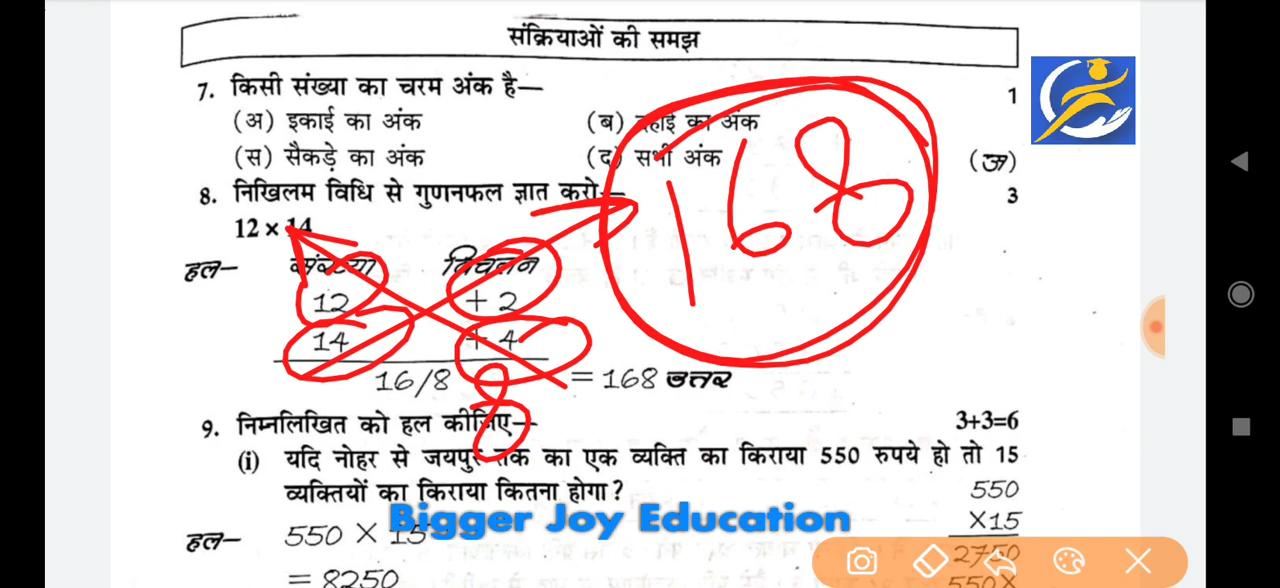 संक्रियाओं की समझ
7. किसी संख्या का चरम अंक है— 1
(अ) इकाई का अंक (ब) दहाई का अंक
(स) सैकड़े का अंक (द) सभी अंक (अ)
8. निखिलम विधि से गुणनफल ज्ञात करो— 3
12 × 14
हल— संख्या विचलन
12 + 2
14 + 4
16/8 = 168 उत्तर
8
168
9. निम्नलिखित को हल कीजिए— 3+3=6
(i) यदि नोहर से जयपुर तक का एक व्यक्ति का किराया 550 रुपये हो तो 15
व्यक्तियों का किराया कितना होगा? 550
×15
हल— 550 × 15 2750
= 8250 550×
Bigger Joy Education